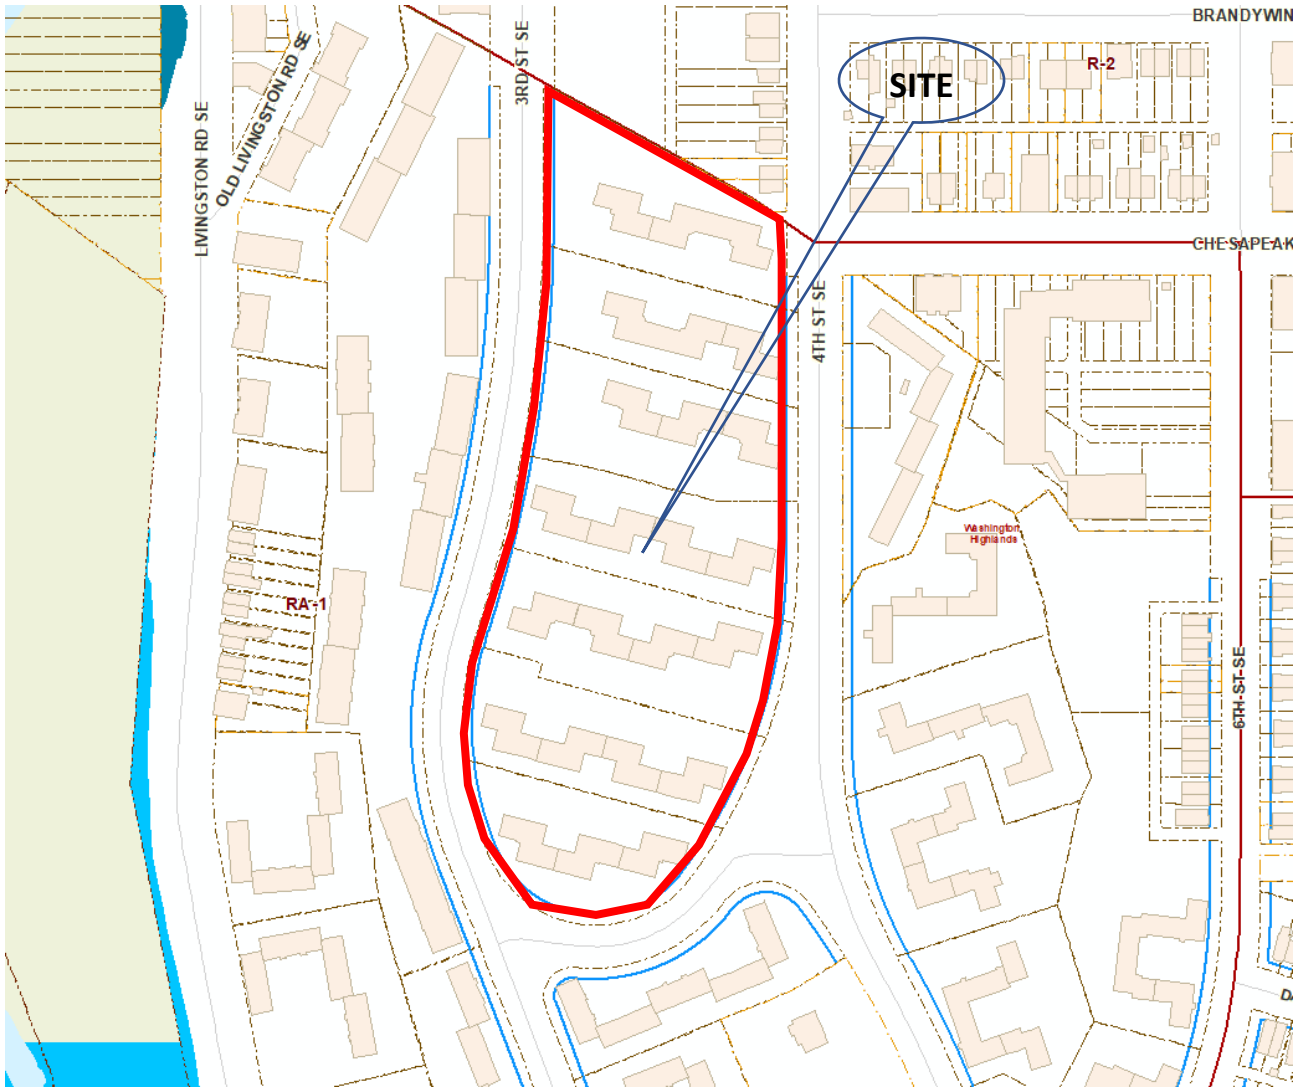 BRANDYWIN
3RD ST SE
R-2
SITE
OLD LIVINGSTON RD SE
LIVINGSTON RD SE
CHESAPEAK
4TH ST SE
Washington
Highlands
RA-1
6TH ST SE
DA